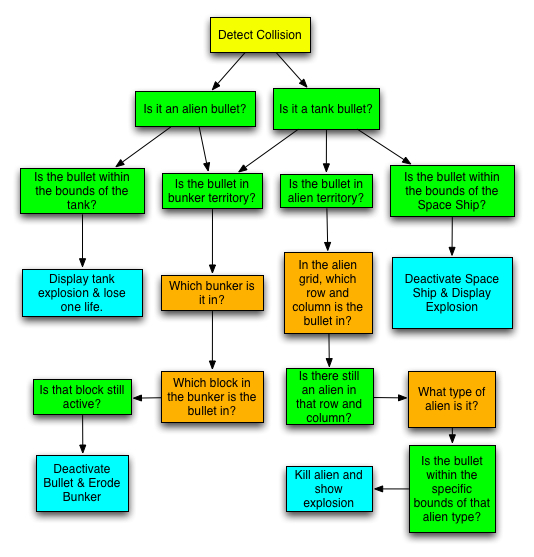 Detect Collision
Is it an alien bullet?
Is it a tank bullet?
Is the bullet within
the bounds of the
tank?
Is the bullet in
bunker territory?
Is the bullet in
alien territory?
Is the bullet within
the bounds of the
Space Ship?
Display tank
explosion & lose
one life.
Which bunker is
it in?
In the alien
grid, which
row and
column is the
bullet in?
Deactivate Space
Ship & Display
Explosion
Is that block still
active?
Which block in
the bunker is the
bullet in?
Is there still
an alien in
that row and
column?
What type of
alien is it?
Deactivate
Bullet & Erode
Bunker
Kill alien and
show
explosion
Is the bullet
within the
specific
bounds of that
alien type?